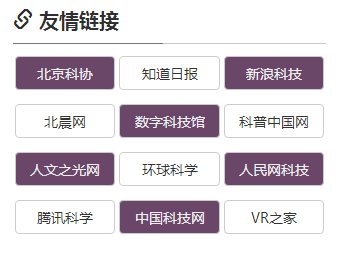 友情链接
北京科协 知道日报 新浪科技
北晨网 数字科技馆 科普中国网
人文之光网 环球科学 人民网科技
腾讯科学 中国科技网 VR之家